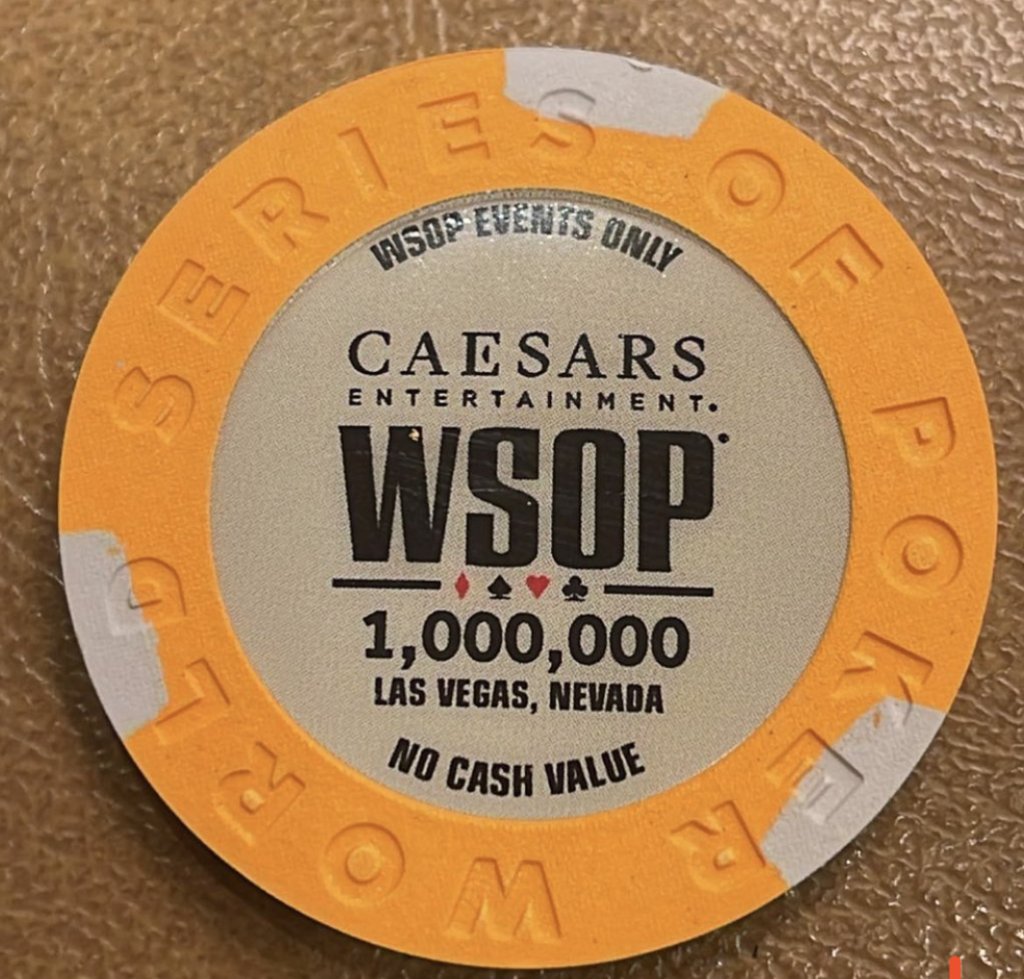 WORLD SERIES OF POKER
WSOP EVENTS ONLY
CAESARS
ENTERTAINMENT.
WSOP
1,000,000
LAS VEGAS, NEVADA
NO CASH VALUE